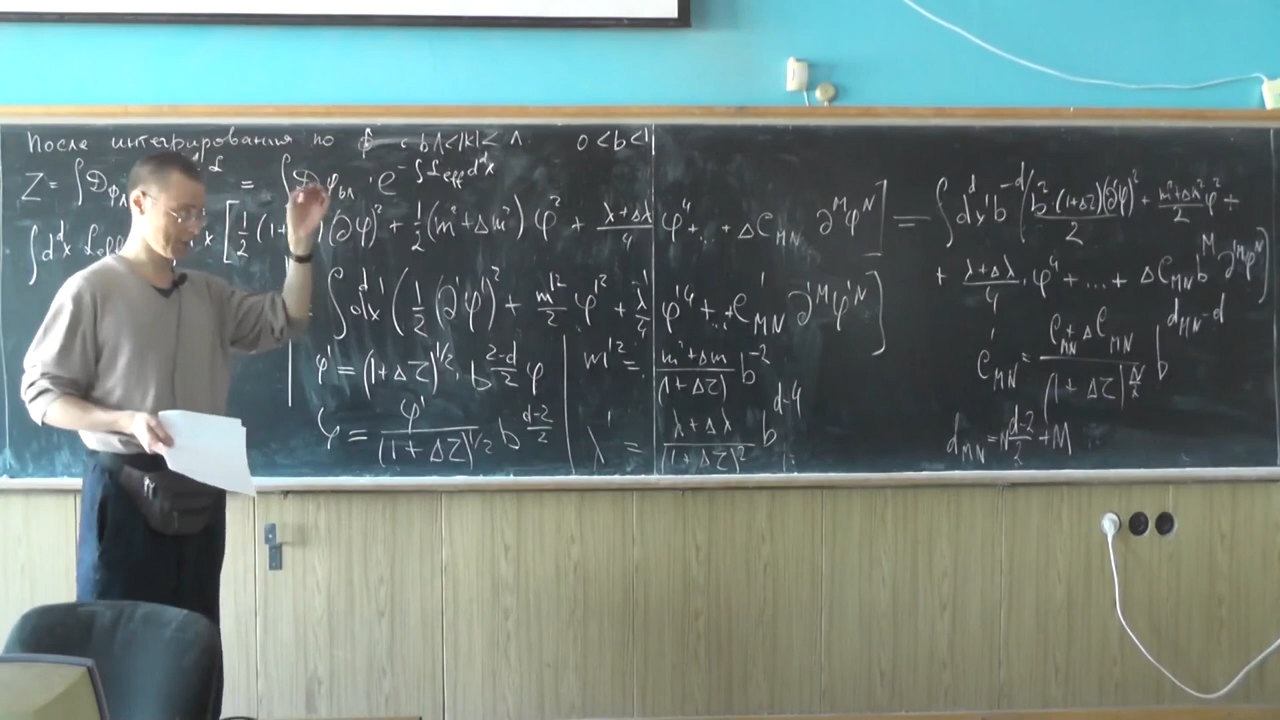 После интегрирования по φ̂ с bΛ<|k|<Λ. 0<b<1
Z = ∫Dφ_Λ L = ∫Dφ_bΛ · e^{-∫L_eff d^d x}
∫d^d x L_eff x [½(1+ )(∂φ)² + ½(m²+Δm²)φ² + (λ+Δλ)/4 φ⁴+...+ΔC_MN ∂^M φ^N] = ∫d^d x' b^{-d} (b²·(1+ΔZ)(∂'φ)²/2 + (m²+Δm²)/2 φ² +
+ (λ+Δλ)/4 · φ⁴ + ... + ΔC_MN b^M ∂'^M φ^N]
∫d^d x' (½(∂'φ')² + m'²/2 φ'² + λ'/4 φ'⁴ +...+C'_MN ∂'^M φ'^N]
φ' = (1+ΔZ)^{1/2} · b^{(2-d)/2} φ
φ = φ'/(1+ΔZ)^{1/2} b^{(d-2)/2}
m'² = (m²+Δm)/(1+ΔZ) b^{-2}
λ' = (λ+Δλ)/(1+ΔZ)² b^{d-4}
C'_MN = (C_MN+ΔC_MN)/(1+ΔZ)^{N/2} b^{d_MN-d}
d_MN = N (d-2)/2 + M